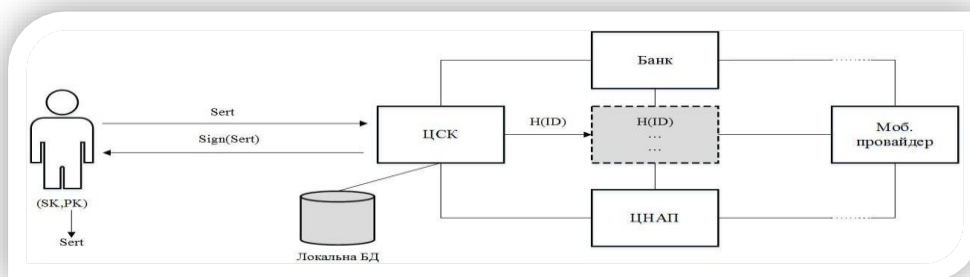 Банк
Sert
ЦСК
H(ID)
H(ID)
...
...
Моб.
провайдер
Sign(Sert)
(SK,PK)
Sert
ЦНАП
Локальна БД